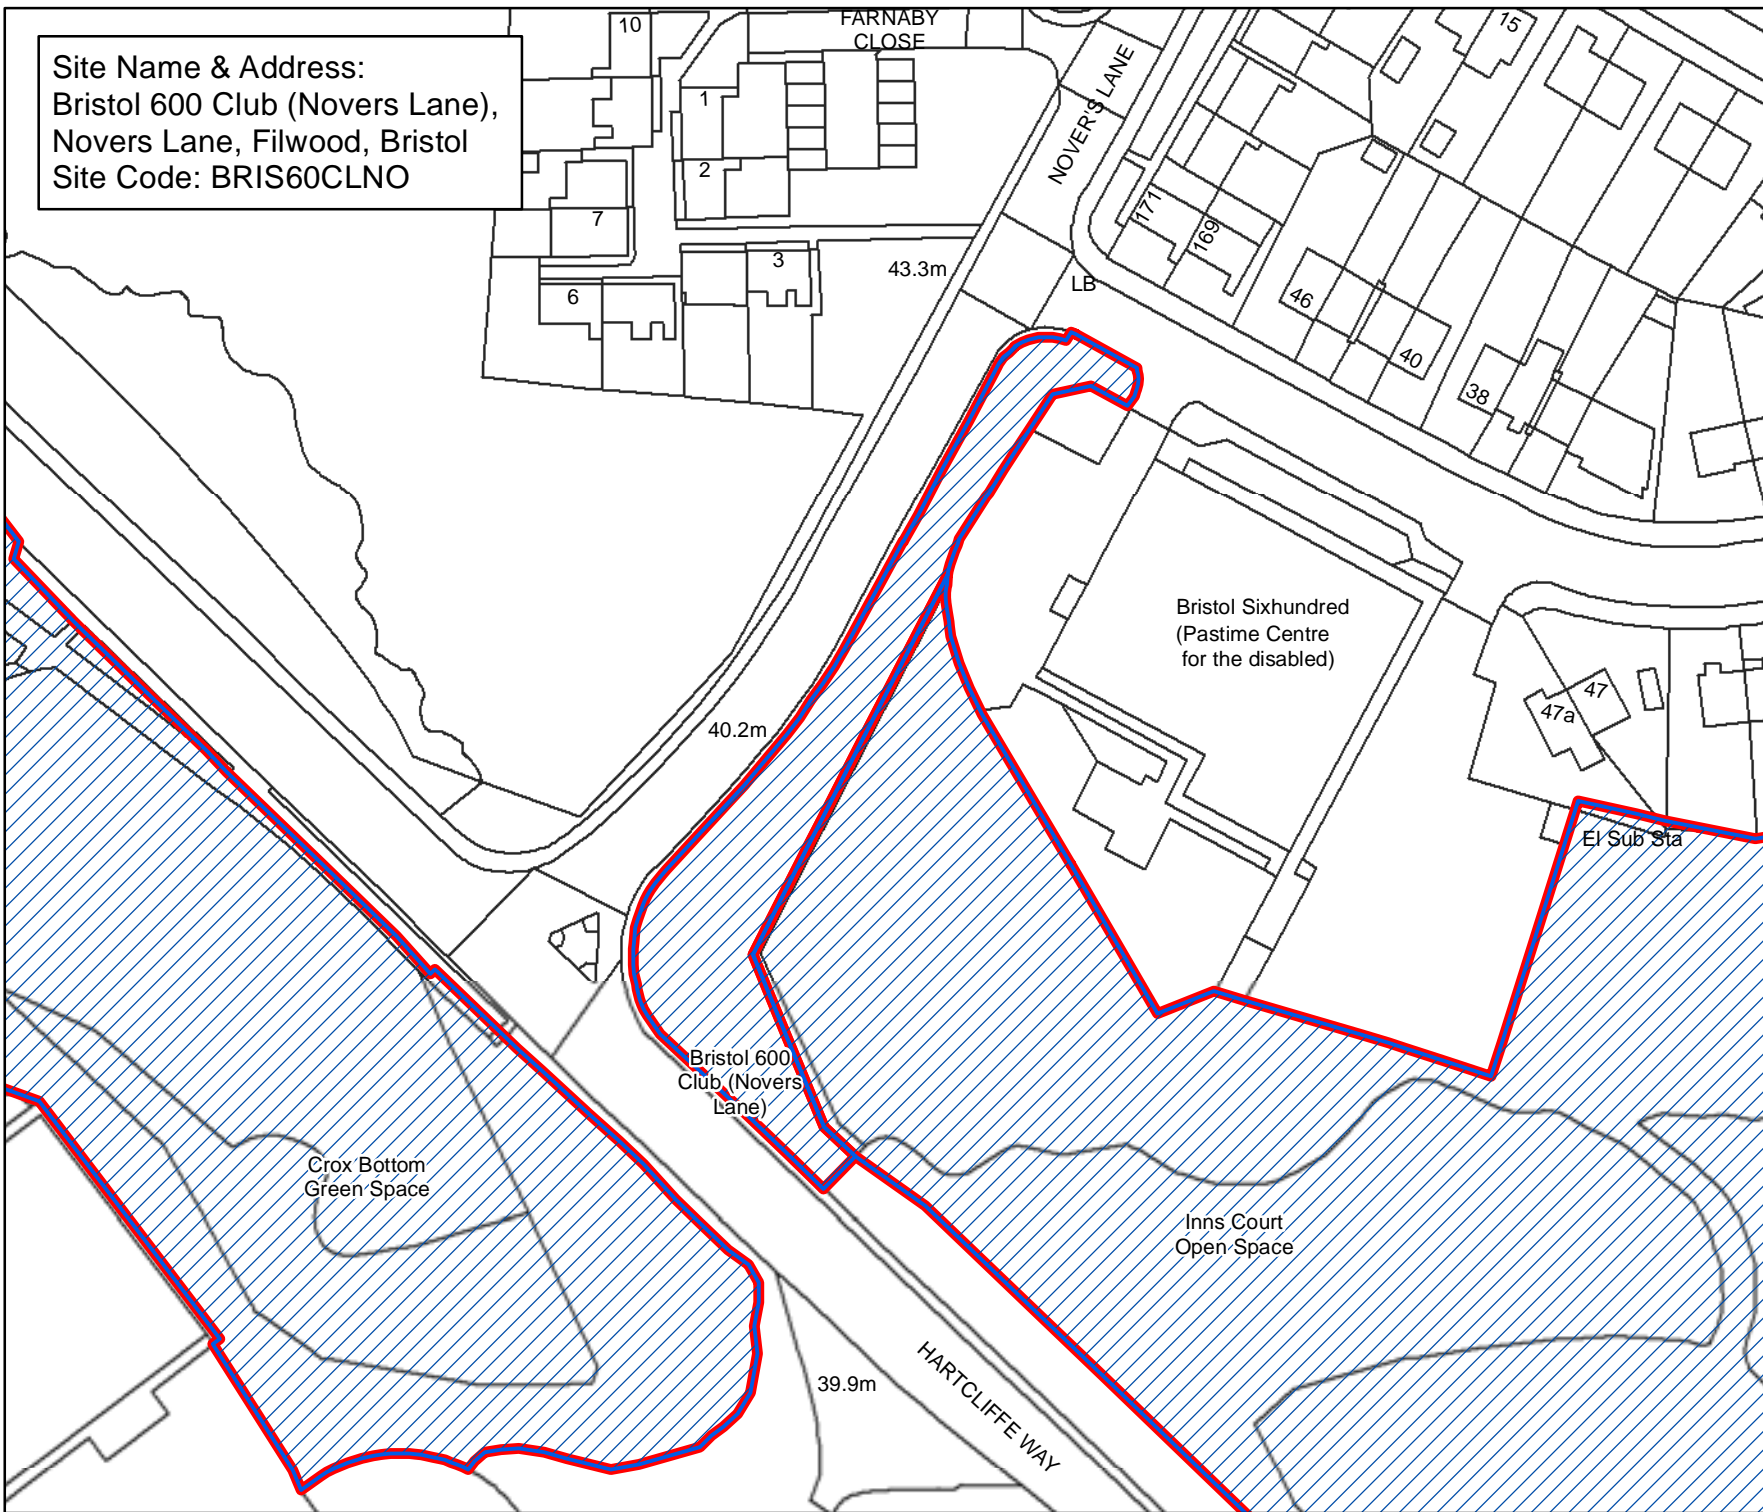 Site Name & Address:
Bristol 600 Club (Novers Lane),
Novers Lane, Filwood, Bristol
Site Code: BRIS60CLNO
10
FARNABY
CLOSE
15
NOVER'S LANE
1
2
7
3
6
43.3m
LB
171
169
46
40
38
Bristol Sixhundred
(Pastime Centre
for the disabled)
47
47a
40.2m
El Sub Sta
Bristol 600
Club (Novers
Lane)
Crox Bottom
Green Space
Inns Court
Open Space
39.9m
HARTCLIFFE WAY